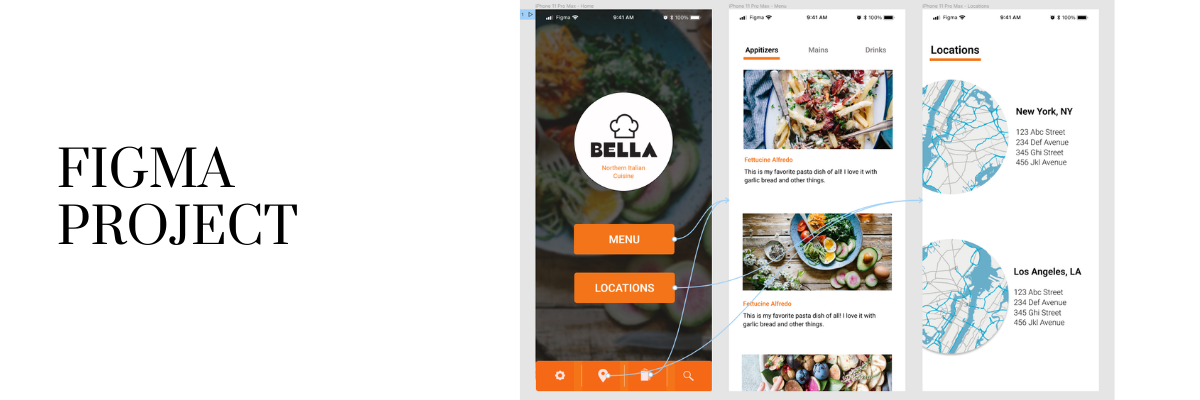 FIGMA
PROJECT
iPhone 11 Pro Max - Home
1
Figma 9:41 AM 100%
BELLA
Northern Italian
Cuisine
MENU
LOCATIONS
iPhone 11 Pro Max - Menu
Figma 9:41 AM 100%
Appitizers Mains Drinks
Fettucine Alfredo
This is my favorite pasta dish of all! I love it with
garlic bread and other things.
Fettucine Alfredo
This is my favorite pasta dish of all! I love it with
garlic bread and other things.
iPhone 11 Pro Max - Locations
Figma 9:41 AM 100%
Locations
New York, NY
123 Abc Street
234 Def Avenue
345 Ghi Street
456 Jkl Avenue
Los Angeles, LA
123 Abc Street
234 Def Avenue
345 Ghi Street
456 Jkl Avenue